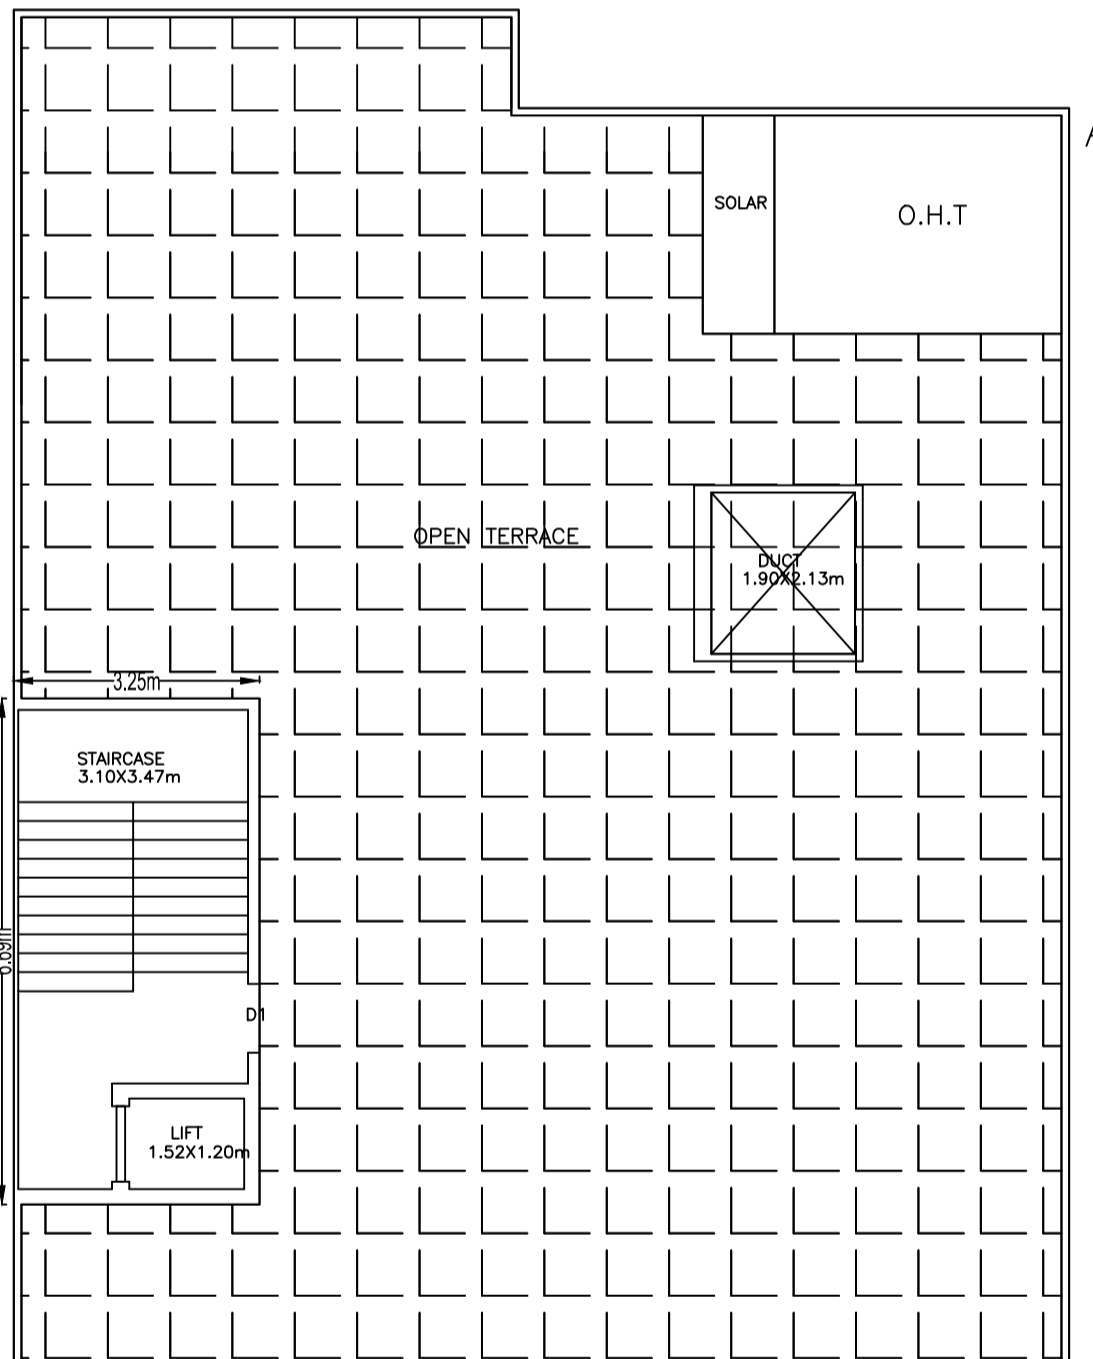 SOLAR
O.H.T
OPEN TERRACE
DUCT
1.90X2.13m
3.25m
STAIRCASE
3.10X3.47m
D1
LIFT
1.52X1.20m